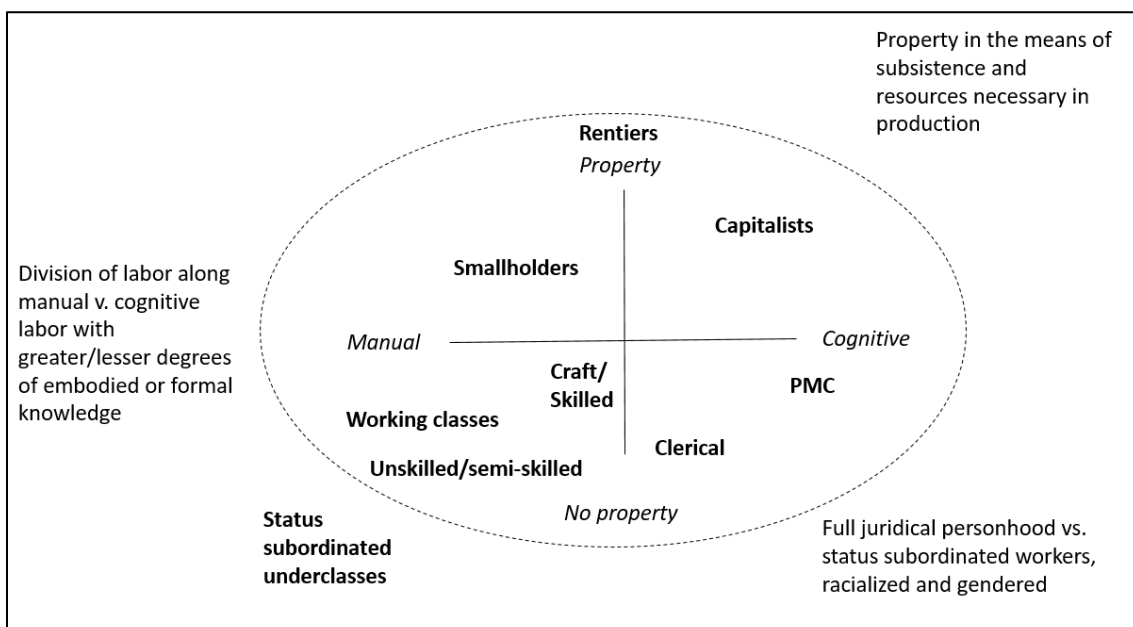 Property in the means of
subsistence and
resources necessary in
production
Rentiers
Property
Capitalists
Smallholders
Division of labor along
manual v. cognitive
labor with
greater/lesser degrees
of embodied or formal
knowledge
Manual
Cognitive
Craft/
Skilled
PMC
Working classes
Clerical
Unskilled/semi-skilled
No property
Status
subordinated
underclasses
Full juridical personhood vs.
status subordinated workers,
racialized and gendered